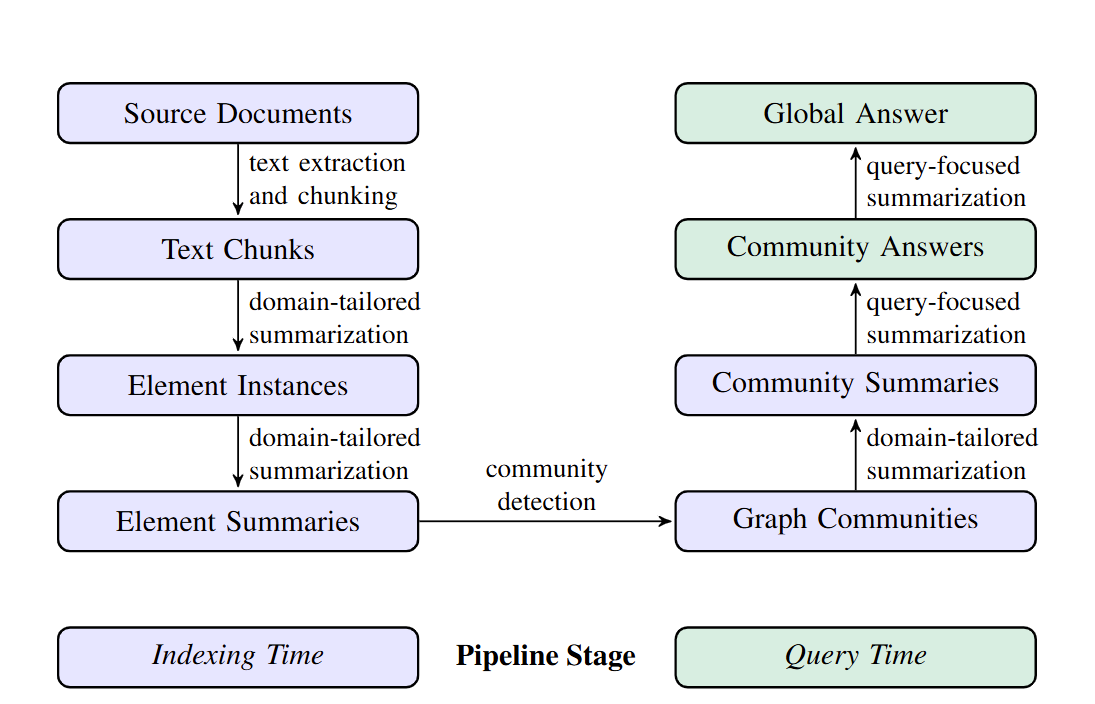 Source Documents
text extraction
and chunking
Text Chunks
domain-tailored
summarization
Element Instances
domain-tailored
summarization
Element Summaries
community
detection
Graph Communities
domain-tailored
summarization
Community Summaries
query-focused
summarization
Community Answers
query-focused
summarization
Global Answer
Indexing Time
Pipeline Stage
Query Time